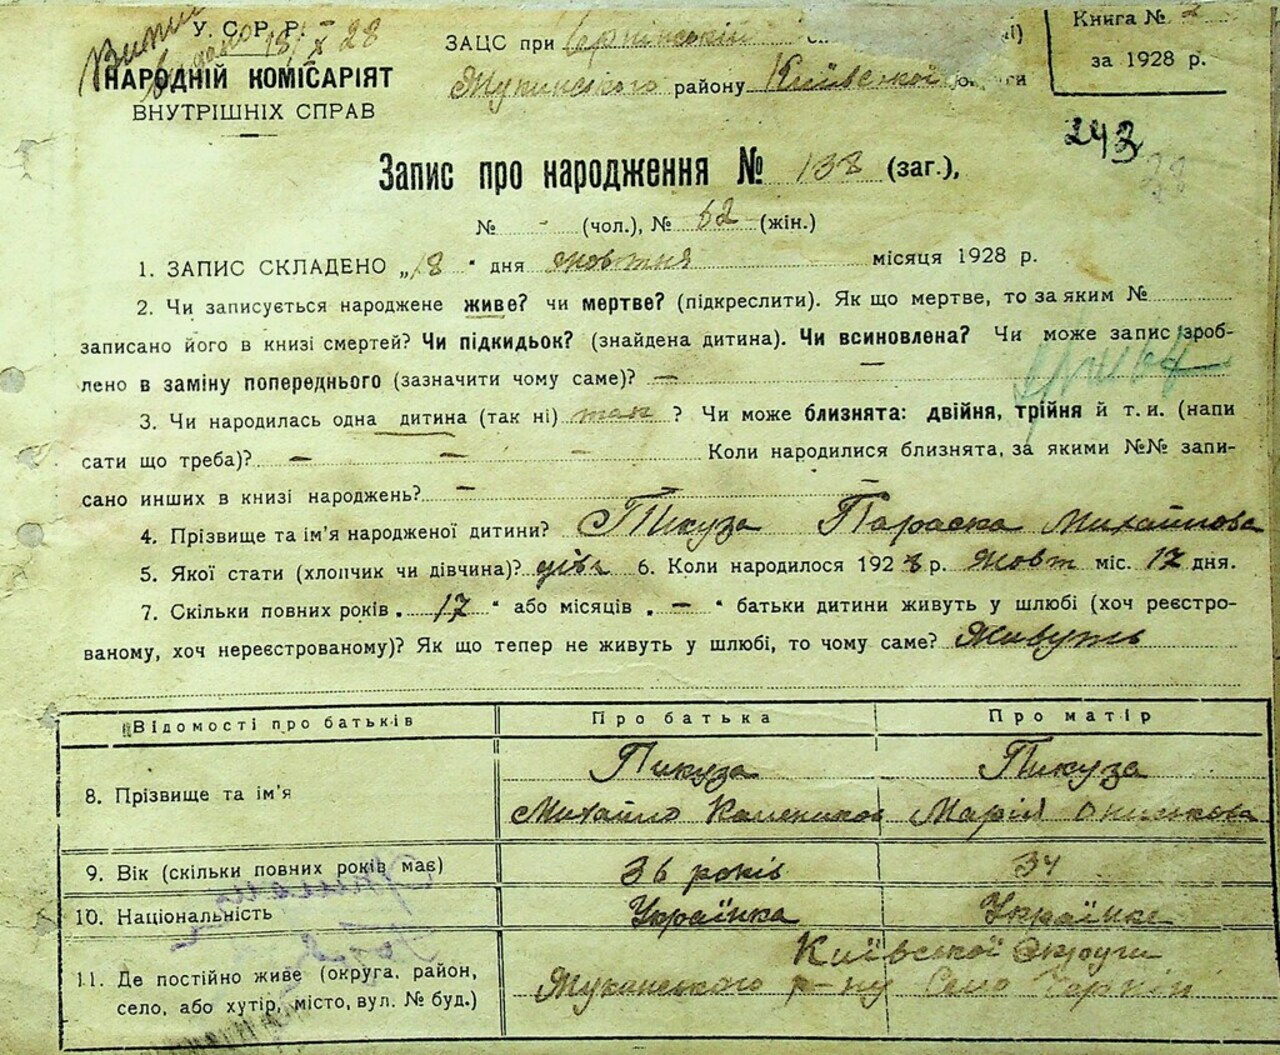 У. С. Р. Р.
18/X 28
НАРОДНІЙ КОМІСАРІЯТ
ВНУТРІШНІХ СПРАВ
ЗАЦС при
району Київської
Книга № 2
за 1928 р.
243
Запис про народження № 138 (заг.),
№ - (чол.), № 62 (жін.)
1. ЗАПИС СКЛАДЕНО „18" дня жовтня місяця 1928 р.
2. Чи записується народжене живе? чи мертве? (підкреслити). Як що мертве, то за яким №
записано його в книзі смертей? Чи підкидьок? (знайдена дитина). Чи всиновлена? Чи може запис зроб-
лено в заміну попереднього (зазначити чому саме)? —
3. Чи народилась одна дитина (так ні) так ? Чи може близнята: двійня, трійня й т. и. (напи
сати що треба)? — — — Коли народилися близнята, за якими №№ запи-
сано инших в книзі народжень? — —
4. Прізвище та ім'я народженої дитини? Пикуза Параска Михайлова
5. Якої стати (хлопчик чи дівчина)? дівч 6. Коли народилося 1928 р. Жовт міс. 17 дня.
7. Скільки повних років „17" або місяців „—" батьки дитини живуть у шлюбі (хоч реєстро-
ваному, хоч нереєстрованому)? Як що тепер не живуть у шлюбі, то чому саме? Живуть
Відомості про батьків Про батька Про матір
8. Прізвище та ім'я Пикуза Пикуза
Михайло Марія
9. Вік (скільки повних років має) 36 років 34
10. Національність Українка Українка
Київської Округи
11. Де постійно живе (округа, район, р-ну Село
село, або хутір, місто, вул. № буд.)